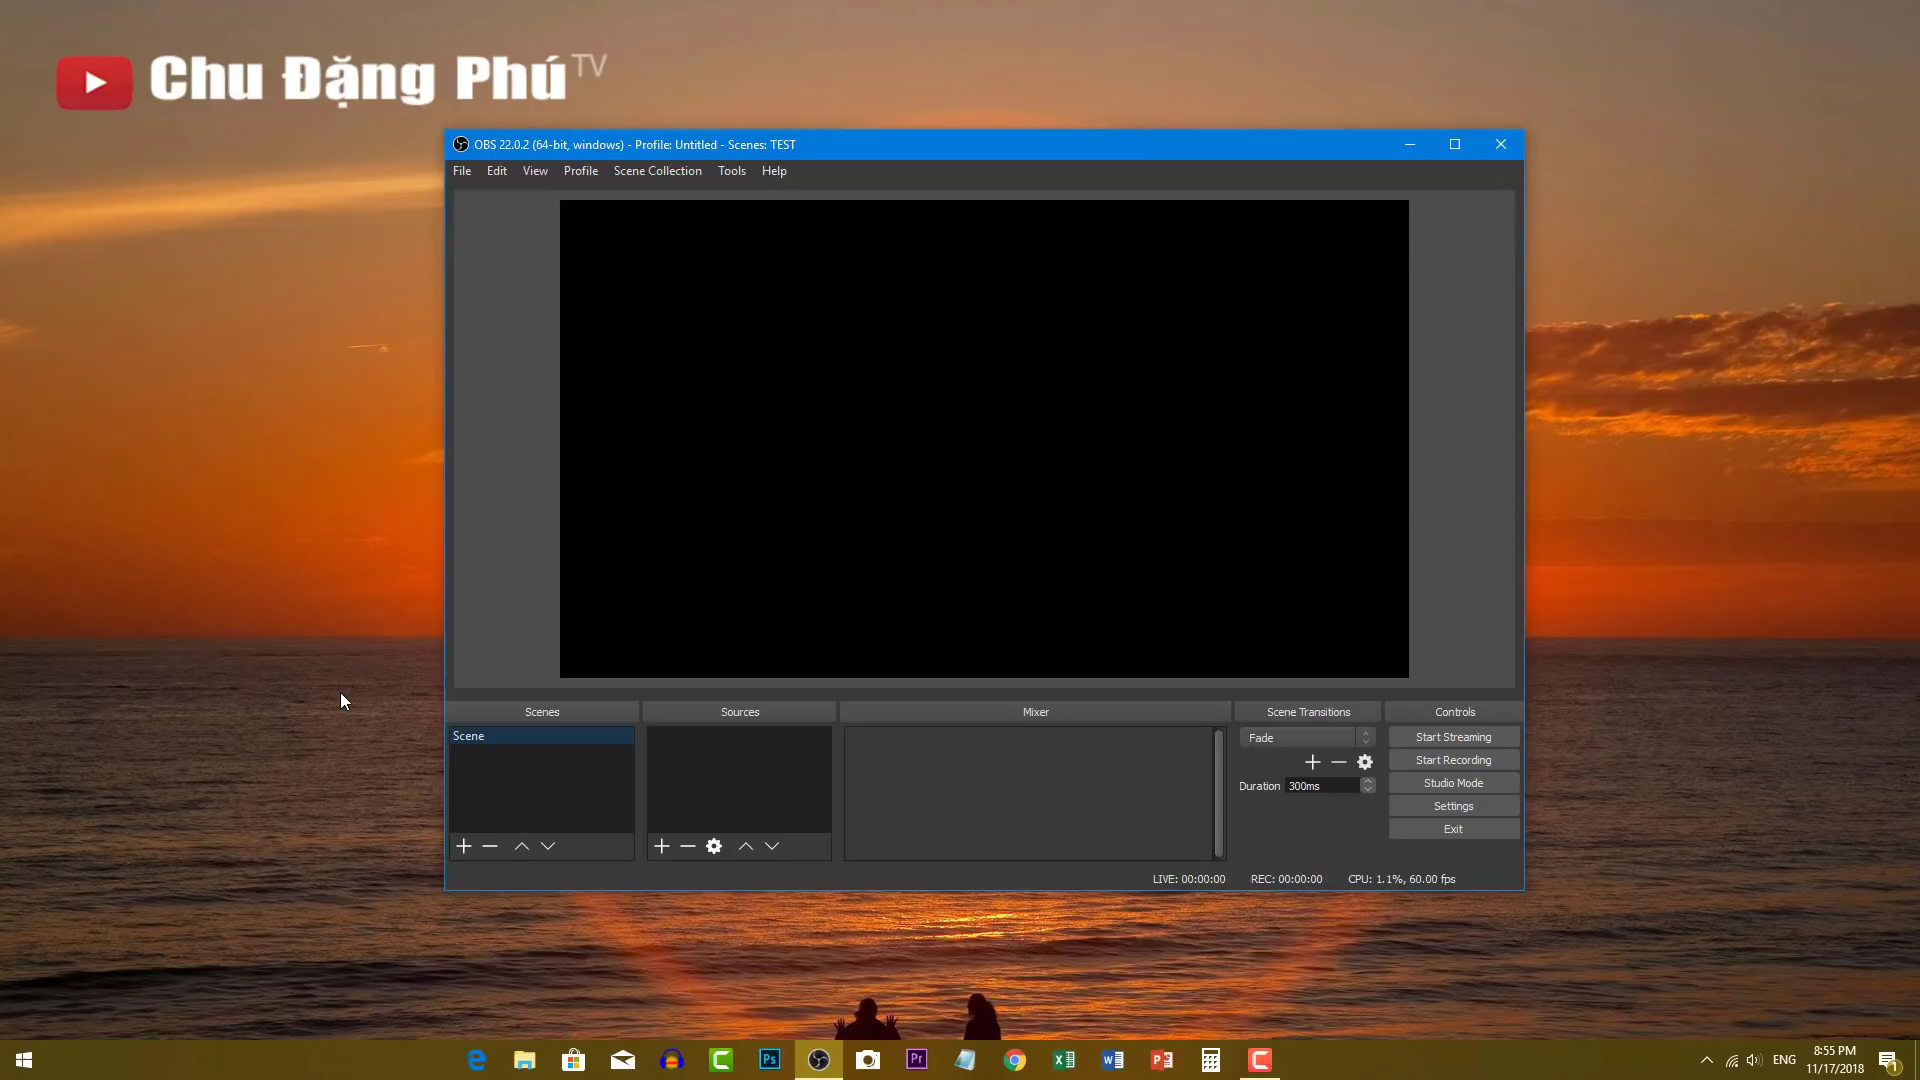 Chu Đặng Phú TV
OBS 22.0.2 (64-bit, windows) - Profile: Untitled - Scenes: TEST
File Edit View Profile Scene Collection Tools Help
Scenes Sources Mixer Scene Transitions Controls
Scene Fade Start Streaming
Start Recording
Duration 300ms Studio Mode
Settings
Exit
LIVE: 00:00:00 REC: 00:00:00 CPU: 1.1%, 60.00 fps
Ps Pr ENG 8:55 PM
11/17/2018 1